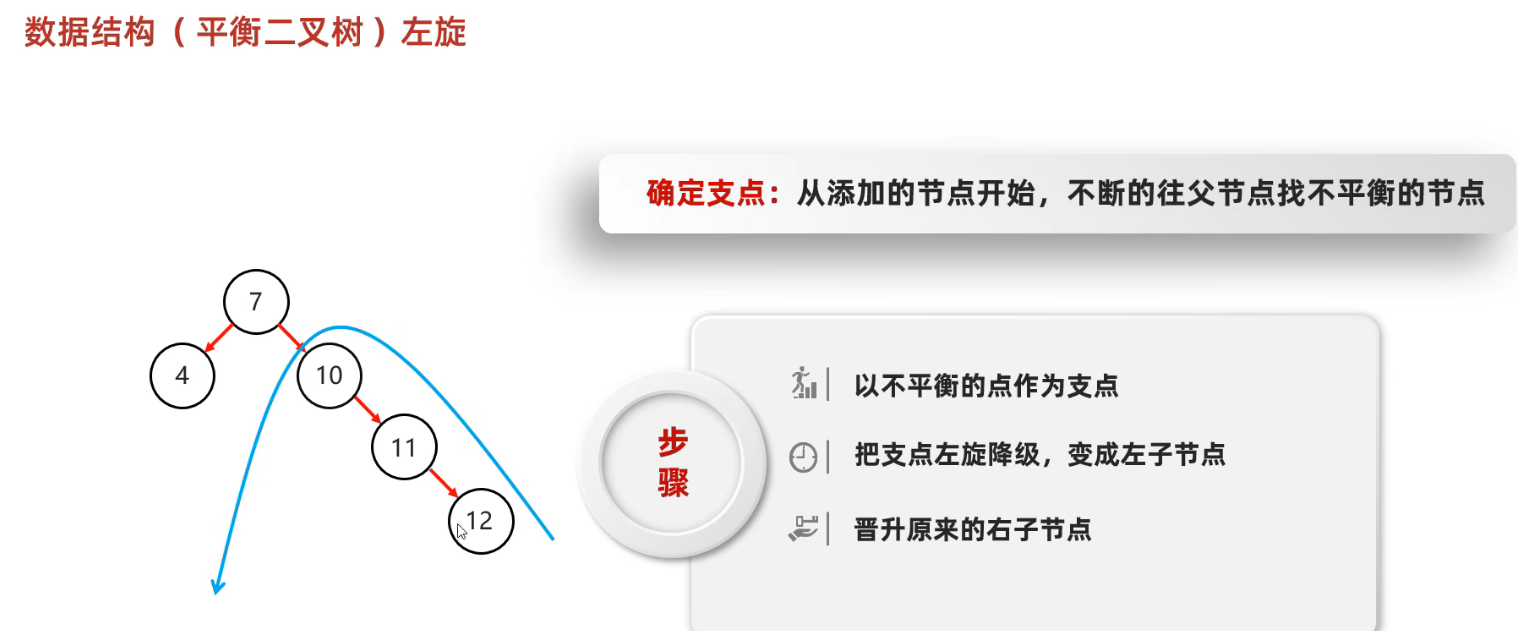 数据结构（平衡二叉树）左旋
确定支点：从添加的节点开始，不断的往父节点找不平衡的节点
7
4
10
11
12
步
骤
以不平衡的点作为支点
把支点左旋降级，变成左子节点
晋升原来的右子节点